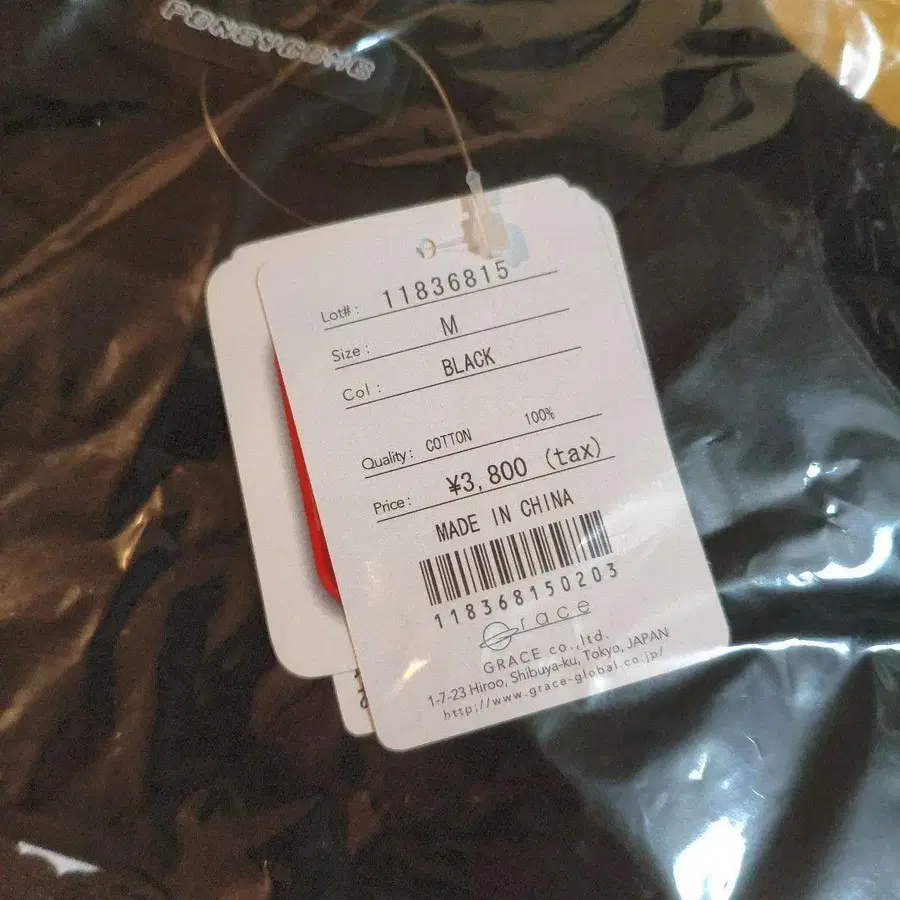 PONEYCOMB
Lot#: 11836815
Size: M
Col: BLACK
Quality: COTTON 100%
Price: ¥3,800 (tax)
MADE IN CHINA
118368150203
Grace
GRACE co.,ltd.
1-7-23 Hiroo, Shibuya-ku, Tokyo, JAPAN
http;//www.grace-global.co.jp/